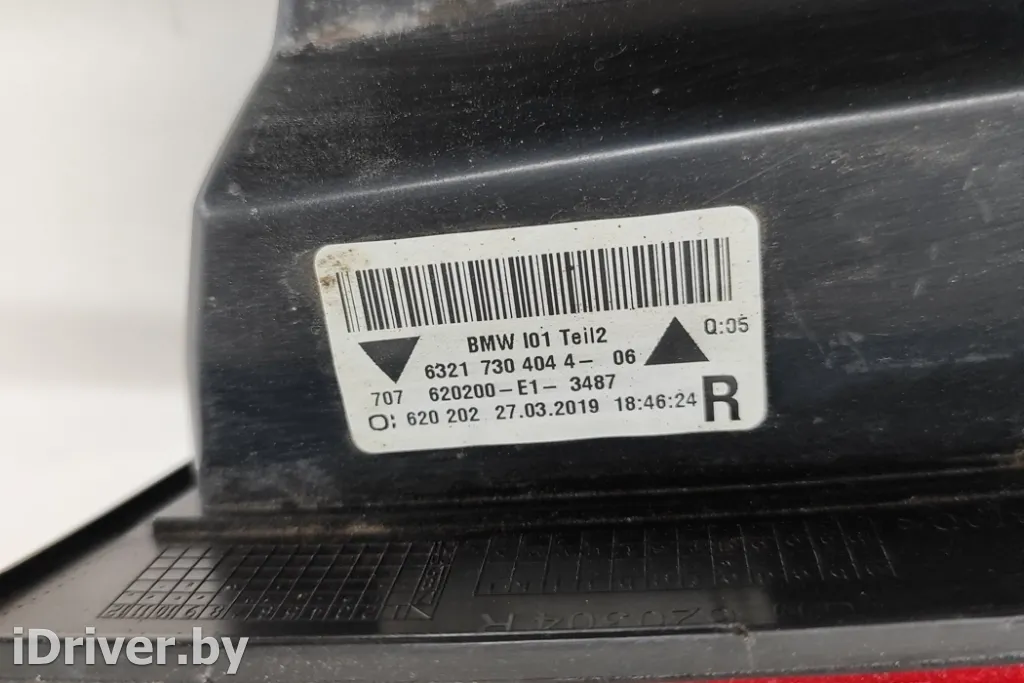 BMW I01 Teil2
Q:05
6321 730 404 4- 06
707 620200-E1- 3487
O: 620 202 27.03.2019 18:46:24
R
620304 R
iDriver.by